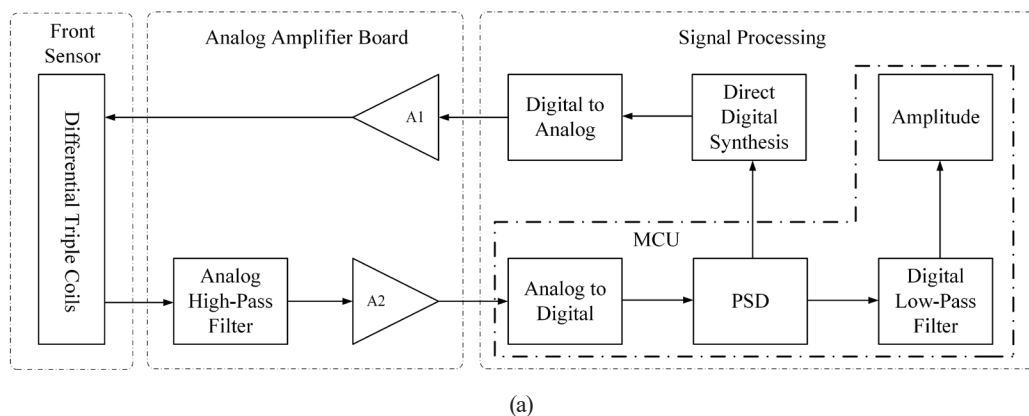 Front
Sensor
Analog Amplifier Board
Signal Processing
Differential Triple Coils
A1
Digital to
Analog
Direct
Digital
Synthesis
Amplitude
MCU
Analog
High-Pass
Filter
A2
Analog to
Digital
PSD
Digital
Low-Pass
Filter
(a)